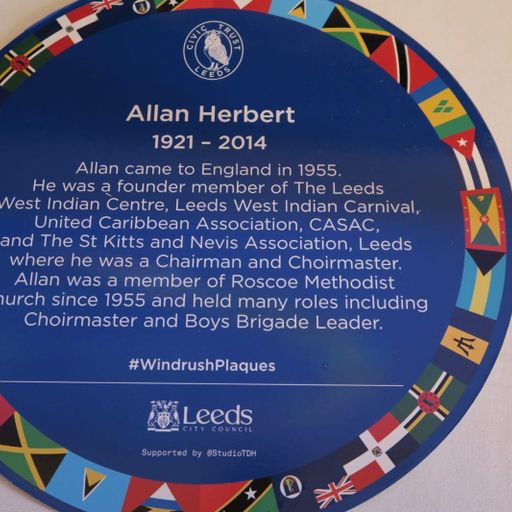 CIVIC TRUST
LEEDS
Allan Herbert
1921 – 2014
Allan came to England in 1955.
He was a founder member of The Leeds
West Indian Centre, Leeds West Indian Carnival,
United Caribbean Association, CASAC,
and The St Kitts and Nevis Association, Leeds
where he was a Chairman and Choirmaster.
Allan was a member of Roscoe Methodist
hurch since 1955 and held many roles including
Choirmaster and Boys Brigade Leader.
#WindrushPlaques
Leeds
CITY COUNCIL
Supported by @StudioTDH